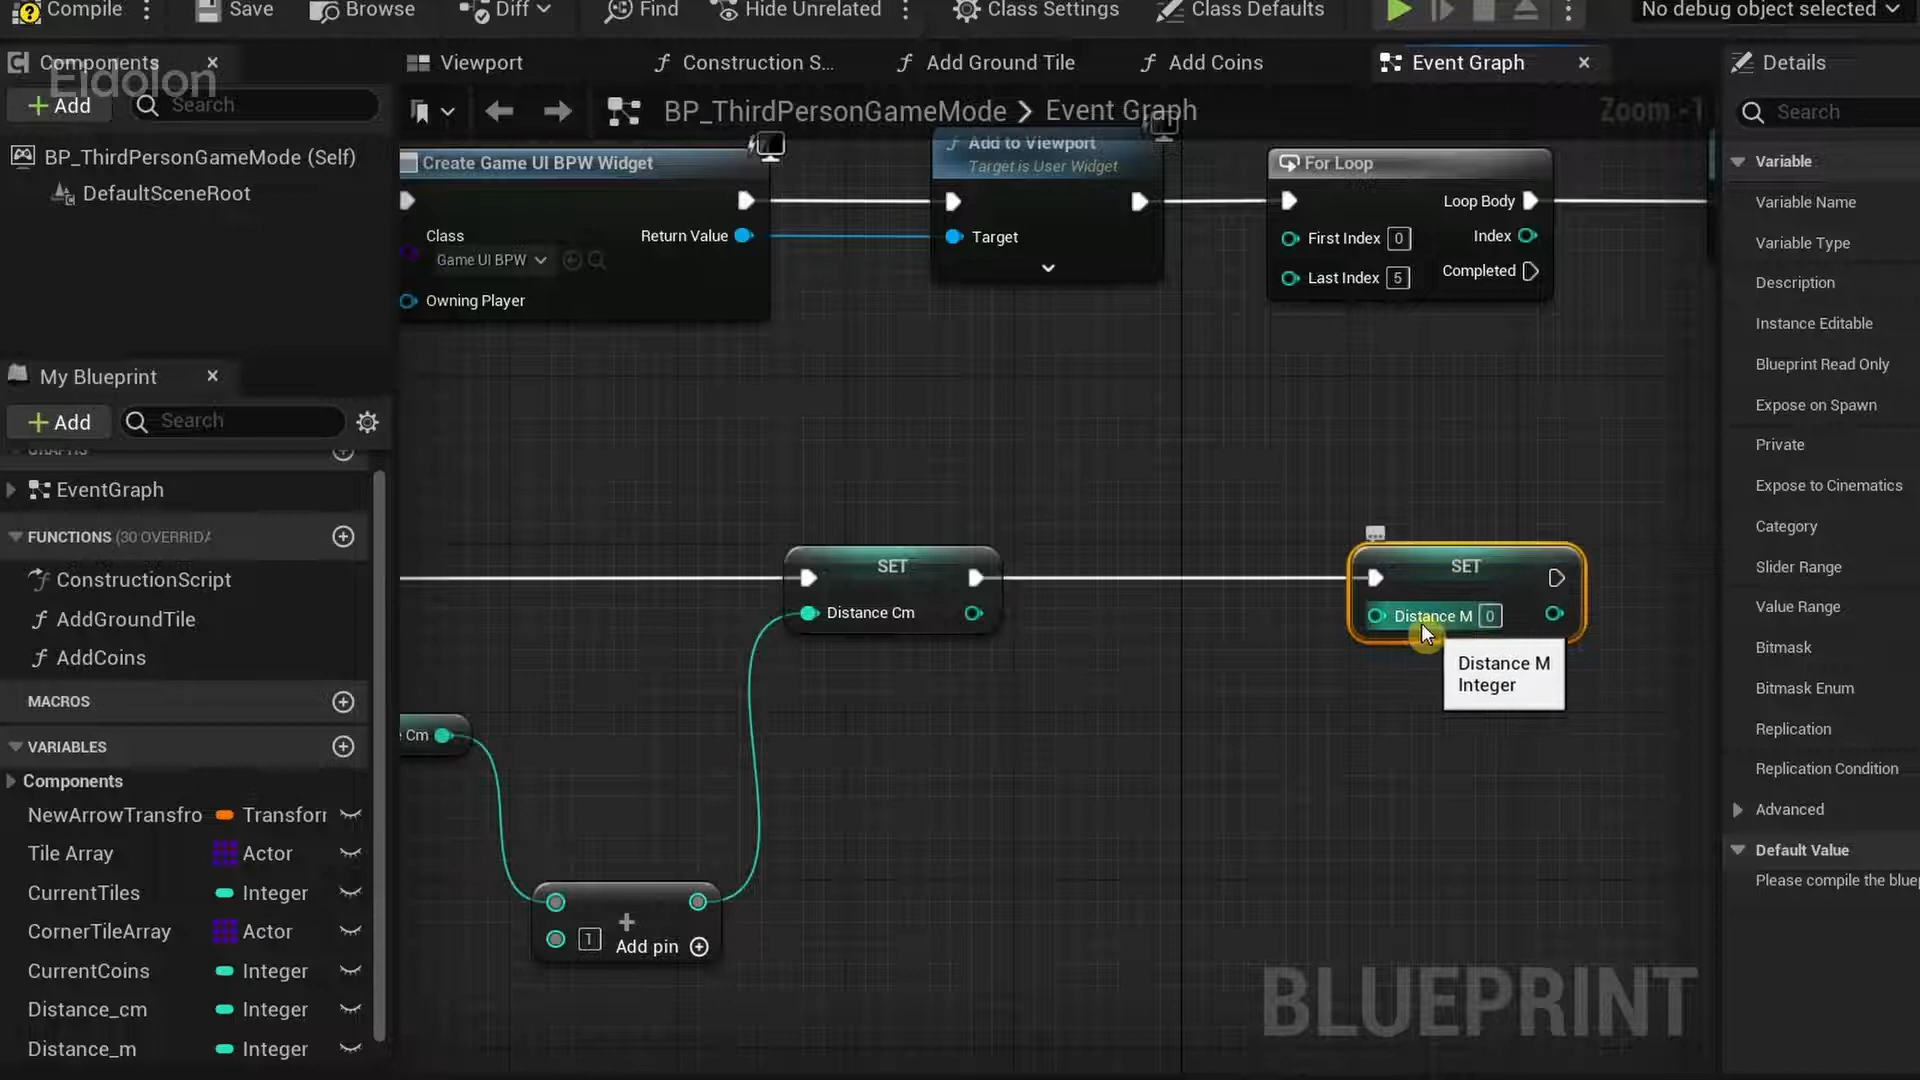 Compile
Save
Browse
Diff
Find
Hide Unrelated
Class Settings
Class Defaults
No debug object selected
Components
Eidolon
Add
Search
BP_ThirdPersonGameMode (Self)
DefaultSceneRoot
My Blueprint
Add
Search
GRAPHS
EventGraph
FUNCTIONS (30 OVERRIDA
ConstructionScript
AddGroundTile
AddCoins
MACROS
VARIABLES
Components
NewArrowTransfro Transforr
Tile Array Actor
CurrentTiles Integer
CornerTileArray Actor
CurrentCoins Integer
Distance_cm Integer
Distance_m Integer
Viewport
Construction S...
Add Ground Tile
Add Coins
Event Graph
BP_ThirdPersonGameMode > Event Graph
Zoom -1
Create Game UI BPW Widget
Class
Game UI BPW
Return Value
Owning Player
Add to Viewport
Target is User Widget
Target
For Loop
Loop Body
First Index 0
Index
Last Index 5
Completed
SET
Distance Cm
SET
Distance M 0
Distance M
Integer
e Cm
1
Add pin
BLUEPRINT
Details
Search
Variable
Variable Name
Variable Type
Description
Instance Editable
Blueprint Read Only
Expose on Spawn
Private
Expose to Cinematics
Category
Slider Range
Value Range
Bitmask
Bitmask Enum
Replication
Replication Condition
Advanced
Default Value
Please compile the bluep